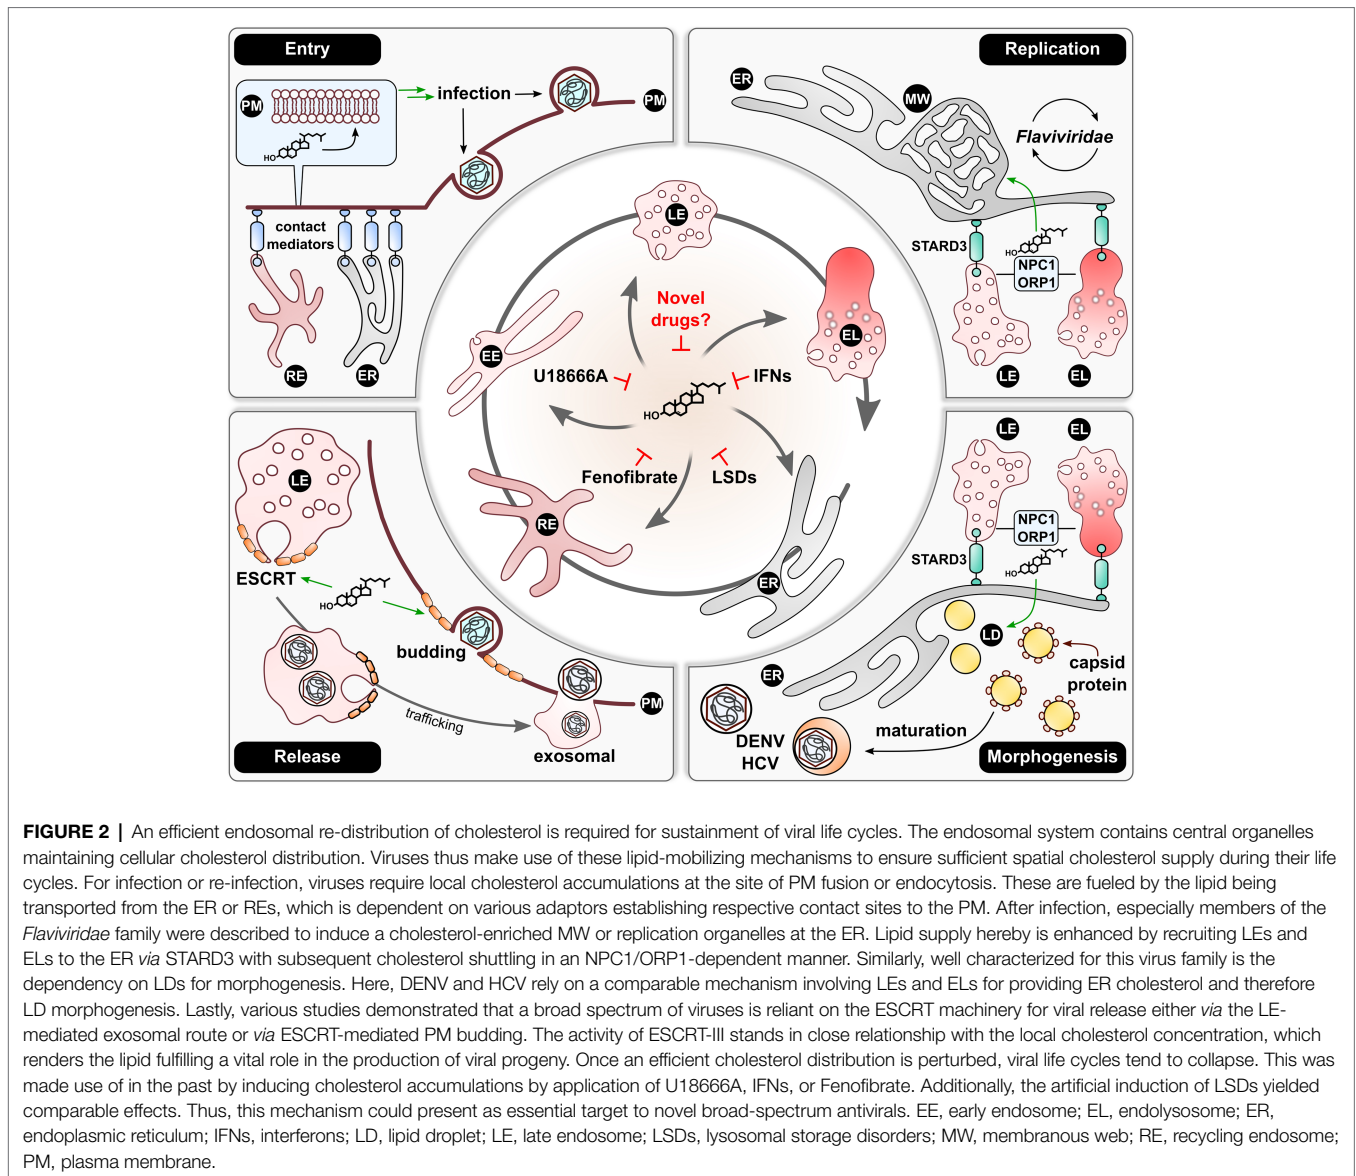 Entry
PM
infection
PM
HO
contact
mediators
RE
ER
Replication
ER
MW
Flaviviridae
STARD3
HO
NPC1
ORP1
LE
EL
LE
Novel
drugs?
EL
EE
U18666A
IFNs
HO
Fenofibrate
LSDs
RE
ER
LE
ESCRT
HO
budding
trafficking
PM
exosomal
Release
LE
EL
NPC1
ORP1
STARD3
HO
LD
capsid
protein
ER
DENV
HCV
maturation
Morphogenesis
FIGURE 2 | An efficient endosomal re-distribution of cholesterol is required for sustainment of viral life cycles. The endosomal system contains central organelles
maintaining cellular cholesterol distribution. Viruses thus make use of these lipid-mobilizing mechanisms to ensure sufficient spatial cholesterol supply during their life
cycles. For infection or re-infection, viruses require local cholesterol accumulations at the site of PM fusion or endocytosis. These are fueled by the lipid being
transported from the ER or REs, which is dependent on various adaptors establishing respective contact sites to the PM. After infection, especially members of the
Flaviviridae family were described to induce a cholesterol-enriched MW or replication organelles at the ER. Lipid supply hereby is enhanced by recruiting LEs and
ELs to the ER via STARD3 with subsequent cholesterol shuttling in an NPC1/ORP1-dependent manner. Similarly, well characterized for this virus family is the
dependency on LDs for morphogenesis. Here, DENV and HCV rely on a comparable mechanism involving LEs and ELs for providing ER cholesterol and therefore
LD morphogenesis. Lastly, various studies demonstrated that a broad spectrum of viruses is reliant on the ESCRT machinery for viral release either via the LE-
mediated exosomal route or via ESCRT-mediated PM budding. The activity of ESCRT-III stands in close relationship with the local cholesterol concentration, which
renders the lipid fulfilling a vital role in the production of viral progeny. Once an efficient cholesterol distribution is perturbed, viral life cycles tend to collapse. This was
made use of in the past by inducing cholesterol accumulations by application of U18666A, IFNs, or Fenofibrate. Additionally, the artificial induction of LSDs yielded
comparable effects. Thus, this mechanism could present as essential target to novel broad-spectrum antivirals. EE, early endosome; EL, endolysosome; ER,
endoplasmic reticulum; IFNs, interferons; LD, lipid droplet; LE, late endosome; LSDs, lysosomal storage disorders; MW, membranous web; RE, recycling endosome;
PM, plasma membrane.